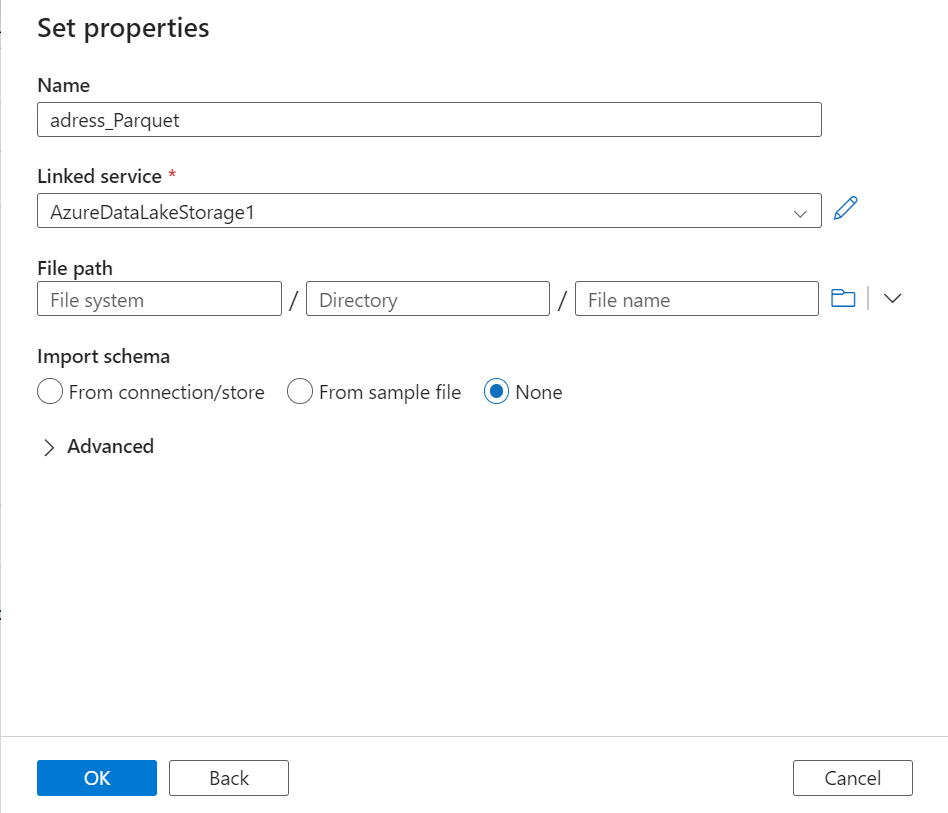 Set properties
Name
adress_Parquet
Linked service *
AzureDataLakeStorage1
File path
File system / Directory / File name
Import schema
From connection/store From sample file None
Advanced
OK Back Cancel